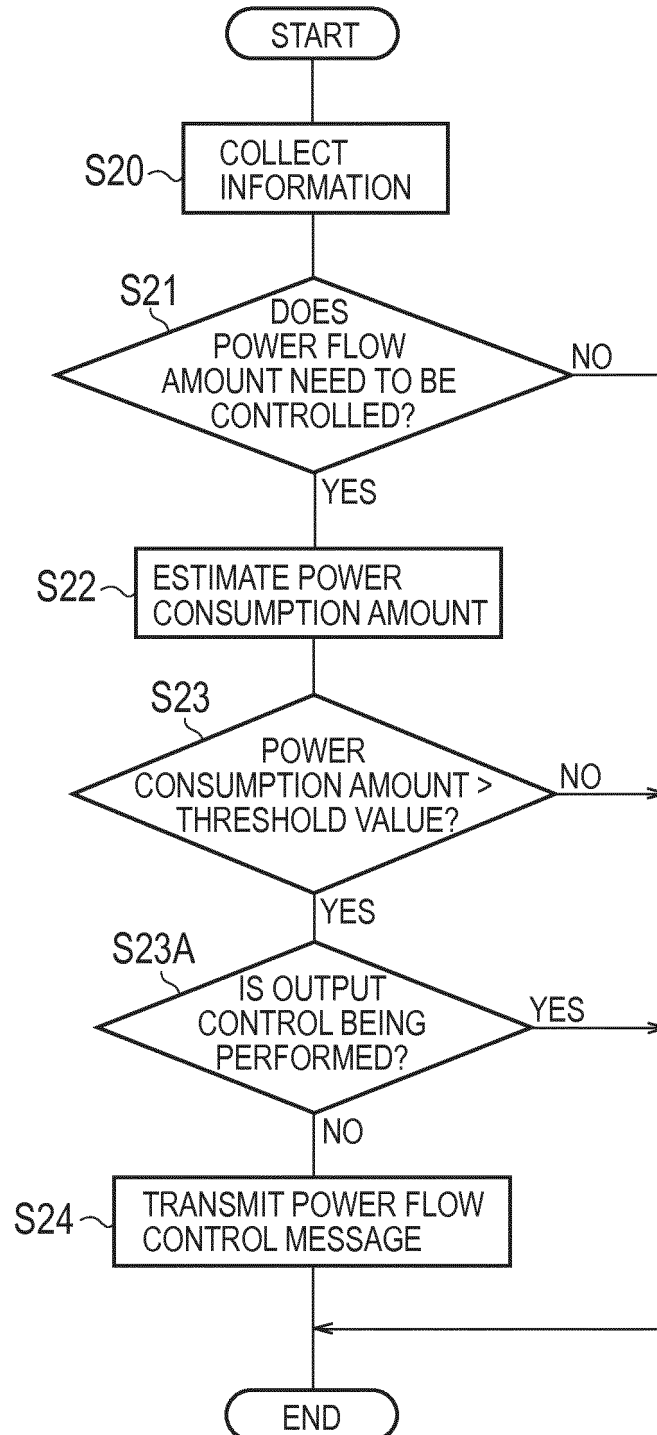 START
S20
COLLECT
INFORMATION
S21
DOES
POWER FLOW
AMOUNT NEED TO BE
CONTROLLED?
NO
YES
S22
ESTIMATE POWER
CONSUMPTION AMOUNT
S23
POWER
CONSUMPTION AMOUNT >
THRESHOLD VALUE?
NO
YES
S23A
IS OUTPUT
CONTROL BEING
PERFORMED?
YES
NO
S24
TRANSMIT POWER FLOW
CONTROL MESSAGE
END